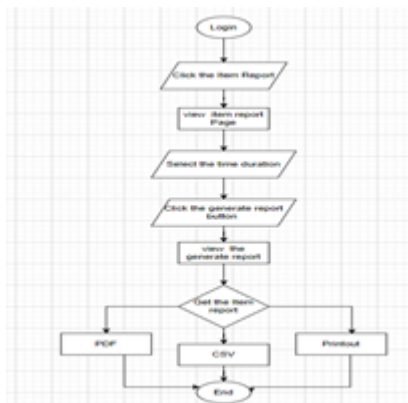 Login
Click the Item Report
view item report
Page
Select the time duration
Click the generate report
button
view the
generate report
Get the Item
report
PDF
CSV
Printout
End